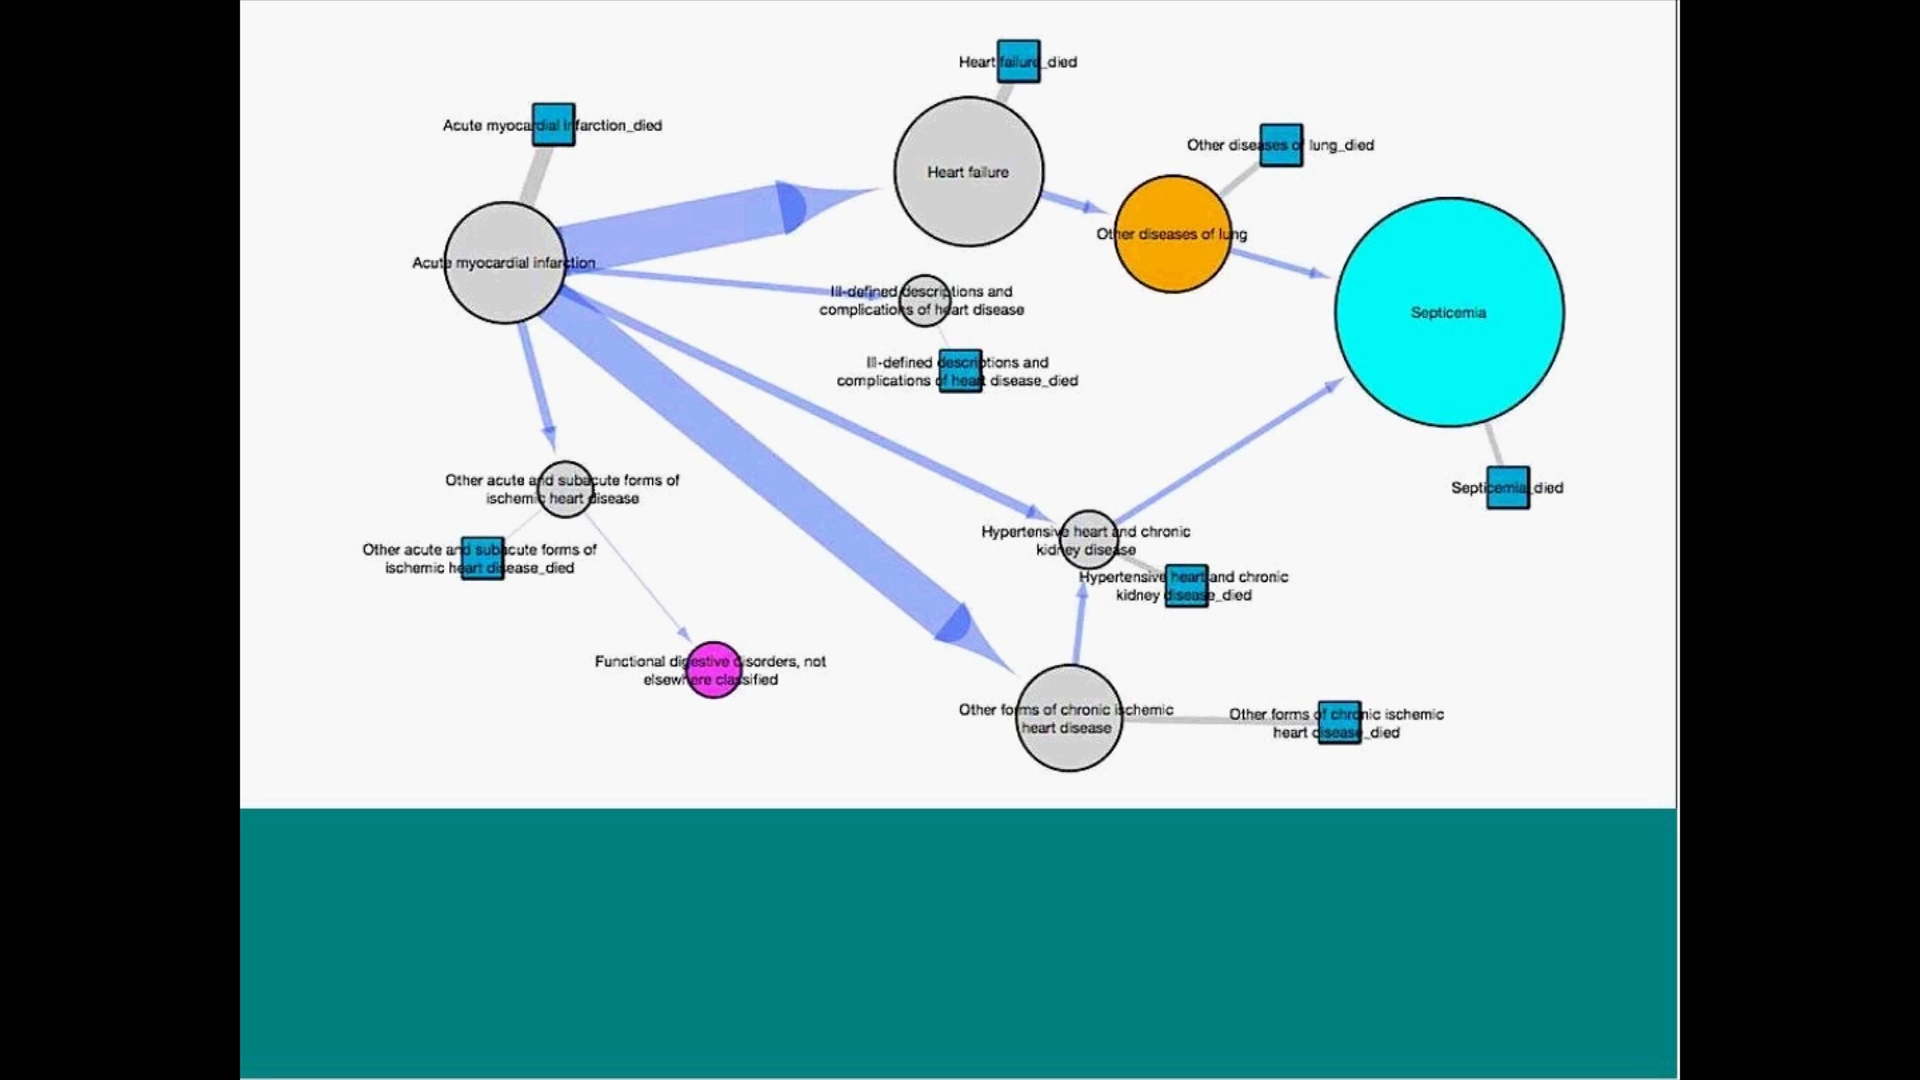 Heart failure_died
Acute myocardial infarction_died
Other diseases of lung_died
Heart failure
Other diseases of lung
Acute myocardial infarction
Ill-defined descriptions and
complications of heart disease
Septicemia
Ill-defined descriptions and
complications of heart disease_died
Other acute and subacute forms of
ischemic heart disease
Septicemia_died
Hypertensive heart and chronic
kidney disease
Other acute and subacute forms of
ischemic heart disease_died
Hypertensive heart and chronic
kidney disease_died
Functional digestive disorders, not
elsewhere classified
Other forms of chronic ischemic
heart disease
Other forms of chronic ischemic
heart disease_died